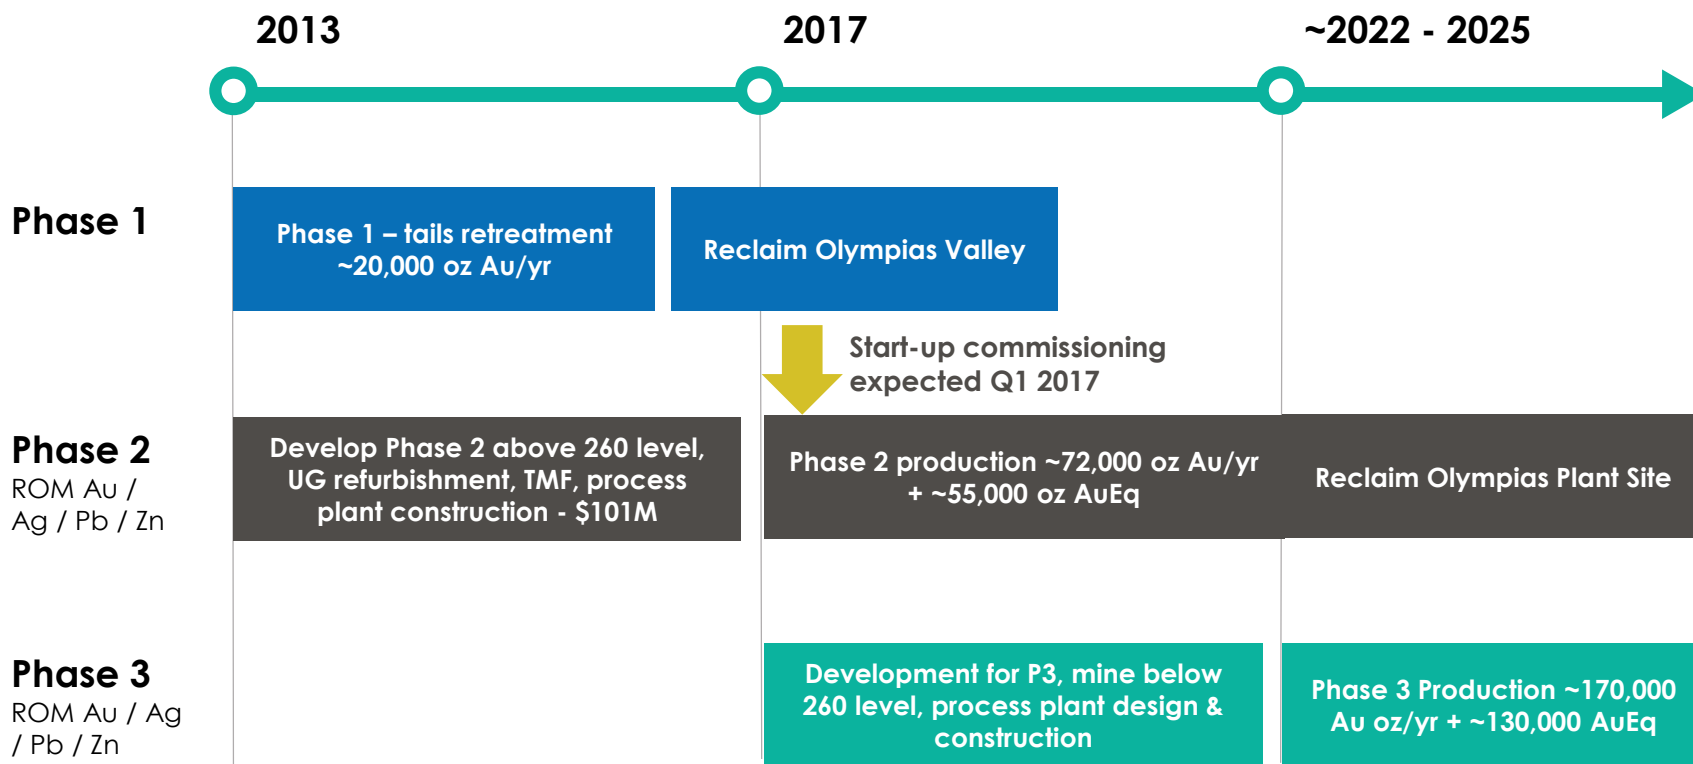 2013
2017
~2022 - 2025
Phase 1
Phase 1 – tails retreatment
~20,000 oz Au/yr
Reclaim Olympias Valley
Start-up commissioning
expected Q1 2017
Phase 2
ROM Au /
Ag / Pb / Zn
Develop Phase 2 above 260 level,
UG refurbishment, TMF, process
plant construction - $101M
Phase 2 production ~72,000 oz Au/yr
+ ~55,000 oz AuEq
Reclaim Olympias Plant Site
Phase 3
ROM Au / Ag
/ Pb / Zn
Development for P3, mine below
260 level, process plant design &
construction
Phase 3 Production ~170,000
Au oz/yr + ~130,000 AuEq